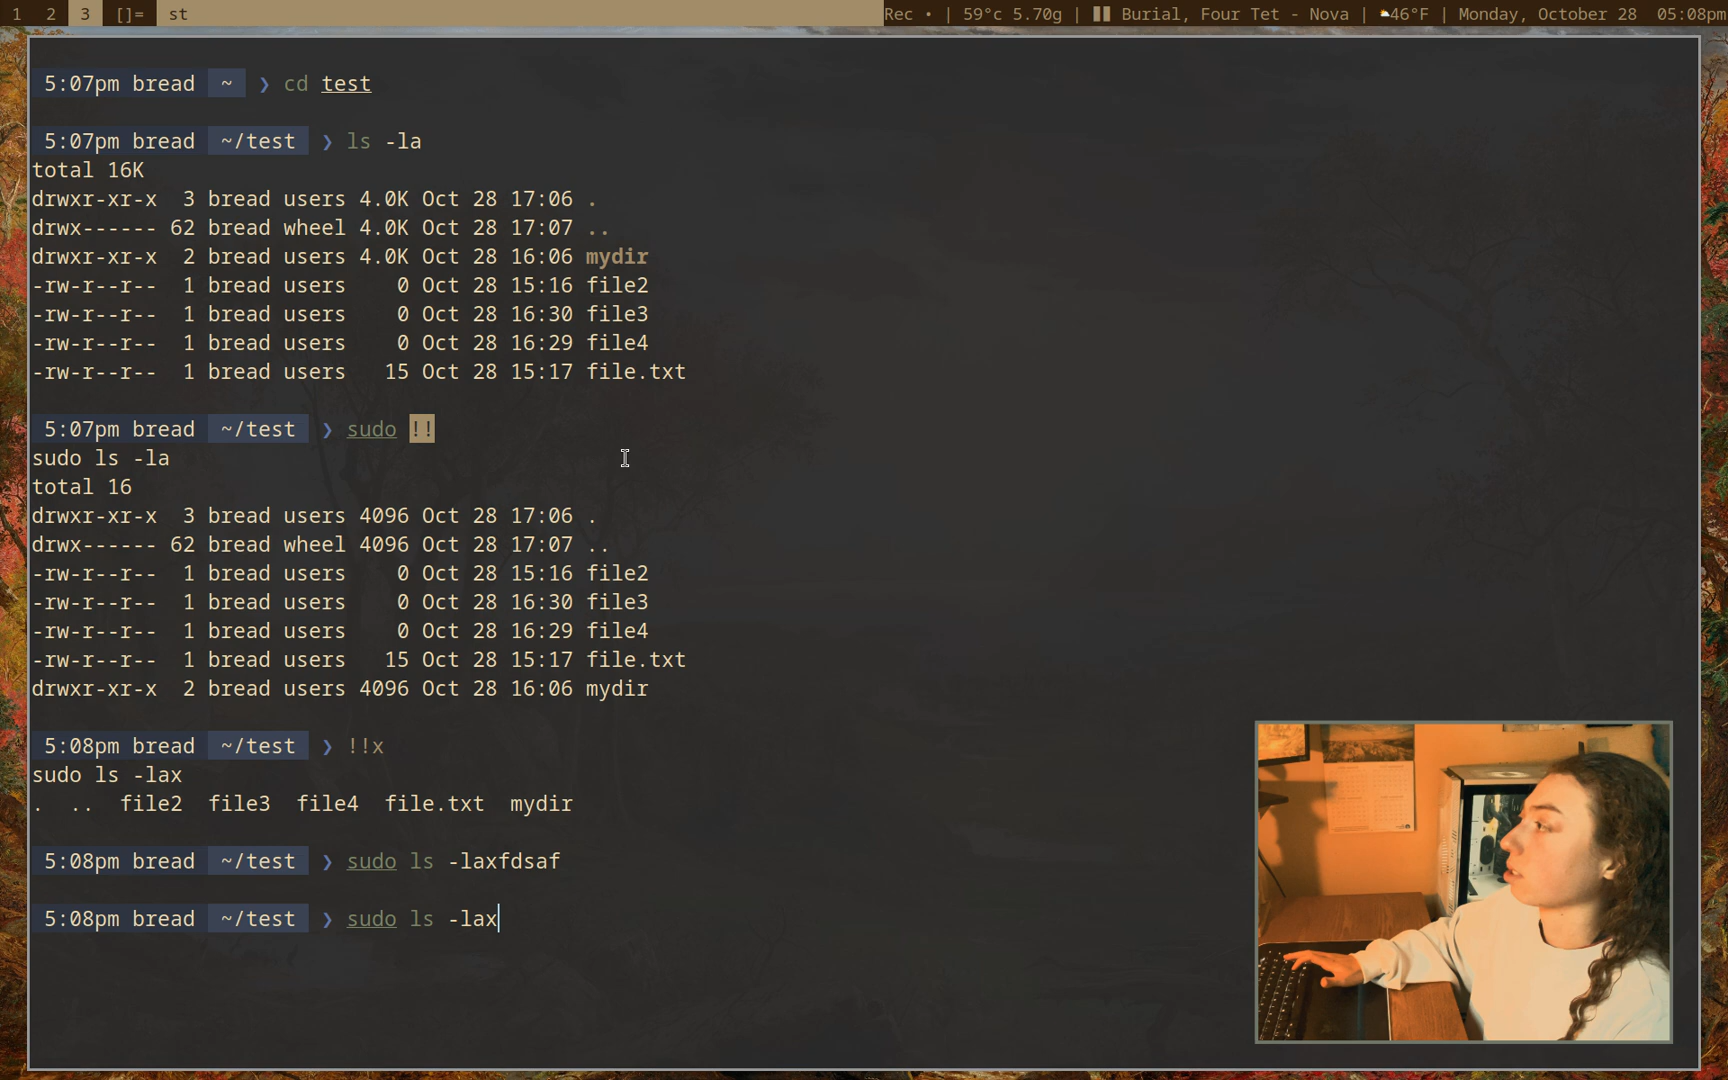 1 2 3 []= st Rec • | 59°c 5.70g | ▮▮ Burial, Four Tet - Nova | ⛅46°F | Monday, October 28 05:08pm
5:07pm bread ~ ❯ cd test
5:07pm bread ~/test ❯ ls -la
total 16K
drwxr-xr-x  3 bread users 4.0K Oct 28 17:06 .
drwx------ 62 bread wheel 4.0K Oct 28 17:07 ..
drwxr-xr-x  2 bread users 4.0K Oct 28 16:06 mydir
-rw-r--r--  1 bread users    0 Oct 28 15:16 file2
-rw-r--r--  1 bread users    0 Oct 28 16:30 file3
-rw-r--r--  1 bread users    0 Oct 28 16:29 file4
-rw-r--r--  1 bread users   15 Oct 28 15:17 file.txt
5:07pm bread ~/test ❯ sudo !!
sudo ls -la
total 16
drwxr-xr-x  3 bread users 4096 Oct 28 17:06 .
drwx------ 62 bread wheel 4096 Oct 28 17:07 ..
-rw-r--r--  1 bread users    0 Oct 28 15:16 file2
-rw-r--r--  1 bread users    0 Oct 28 16:30 file3
-rw-r--r--  1 bread users    0 Oct 28 16:29 file4
-rw-r--r--  1 bread users   15 Oct 28 15:17 file.txt
drwxr-xr-x  2 bread users 4096 Oct 28 16:06 mydir
5:08pm bread ~/test ❯ !!x
sudo ls -lax
.  ..  file2  file3  file4  file.txt  mydir
5:08pm bread ~/test ❯ sudo ls -laxfdsaf
5:08pm bread ~/test ❯ sudo ls -lax